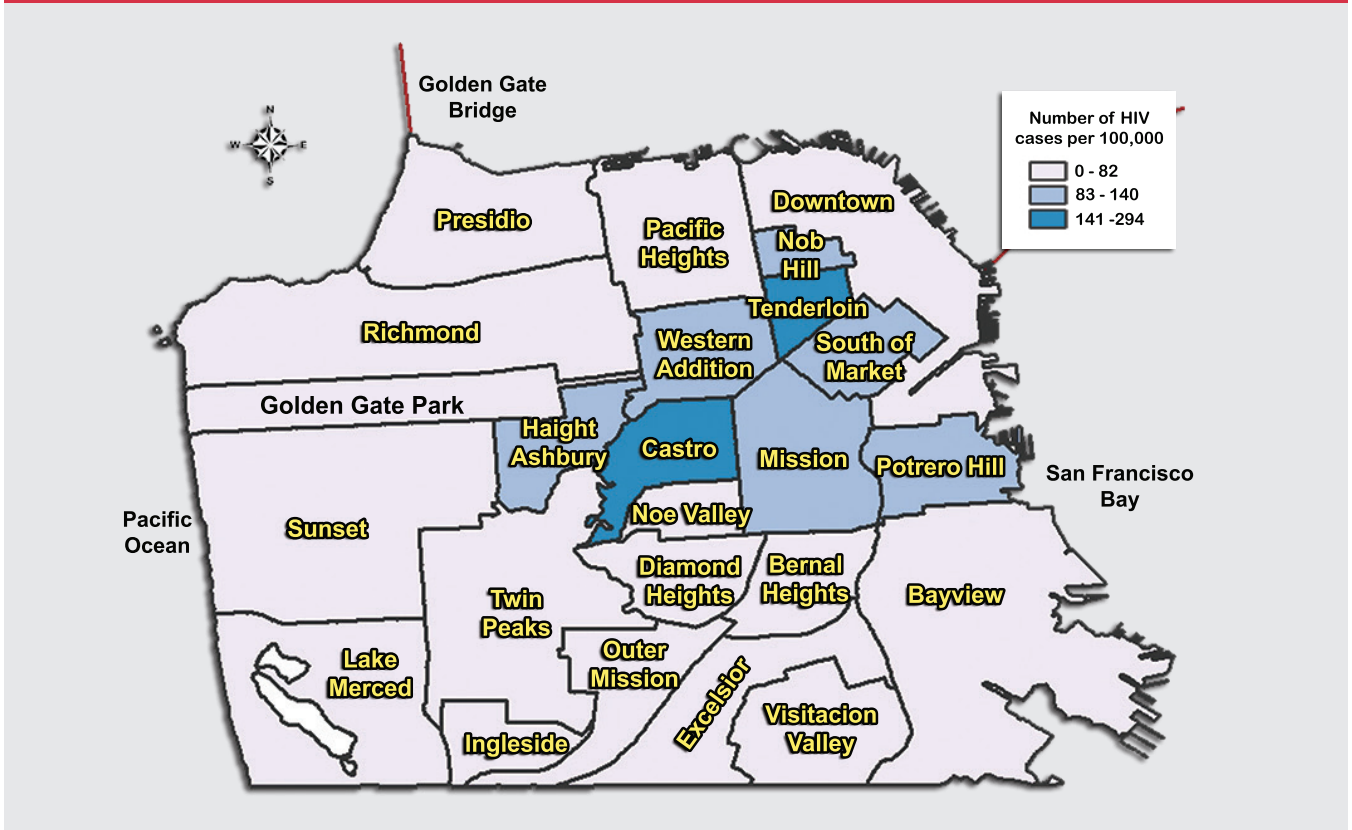 Golden Gate
Bridge
N
W
E
S
Number of HIV
cases per 100,000
0 - 82
83 - 140
141 -294
Presidio
Pacific
Heights
Downtown
Nob
Hill
Tenderloin
Richmond
Western
Addition
South of
Market
Golden Gate Park
Haight
Ashbury
Castro
Mission
Potrero Hill
San Francisco
Bay
Pacific
Ocean
Sunset
Noe Valley
Diamond
Heights
Bernal
Heights
Bayview
Twin
Peaks
Lake
Merced
Outer
Mission
Excelsior
Visitacion
Valley
Ingleside